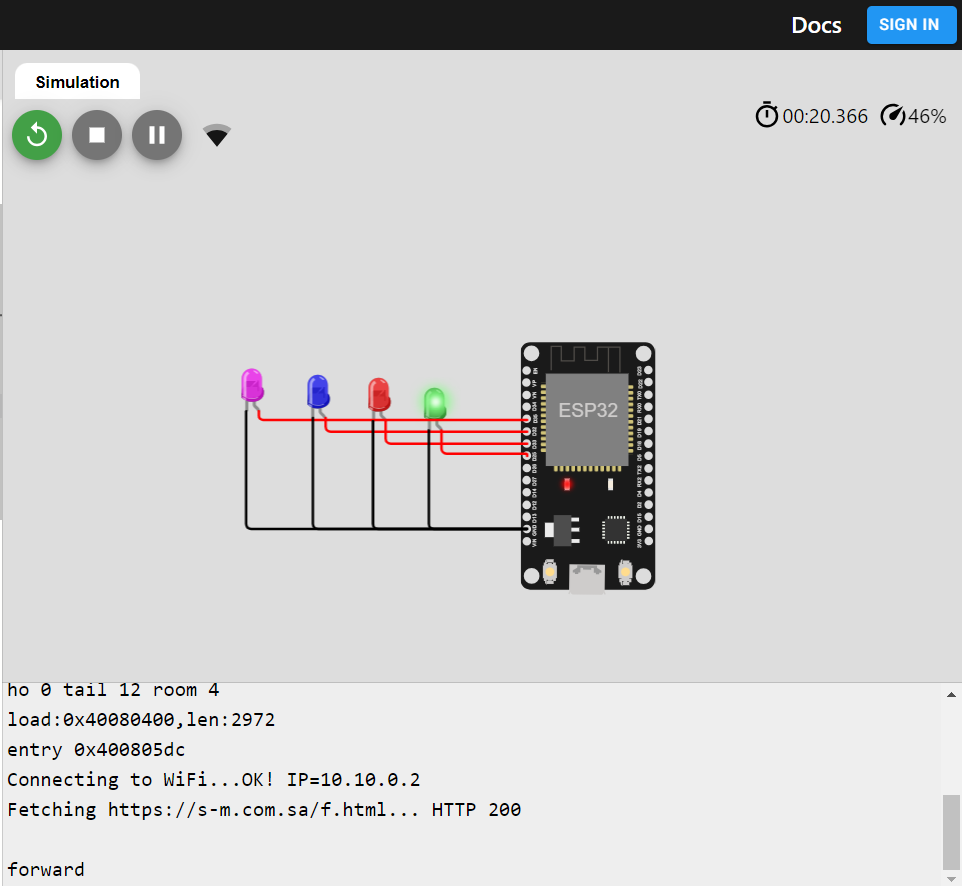 Docs
SIGN IN
Simulation
00:20.366
46%
ESP32
ho 0 tail 12 room 4
load:0x40080400,len:2972
entry 0x400805dc
Connecting to WiFi...OK! IP=10.10.0.2
Fetching https://s-m.com.sa/f.html... HTTP 200
forward